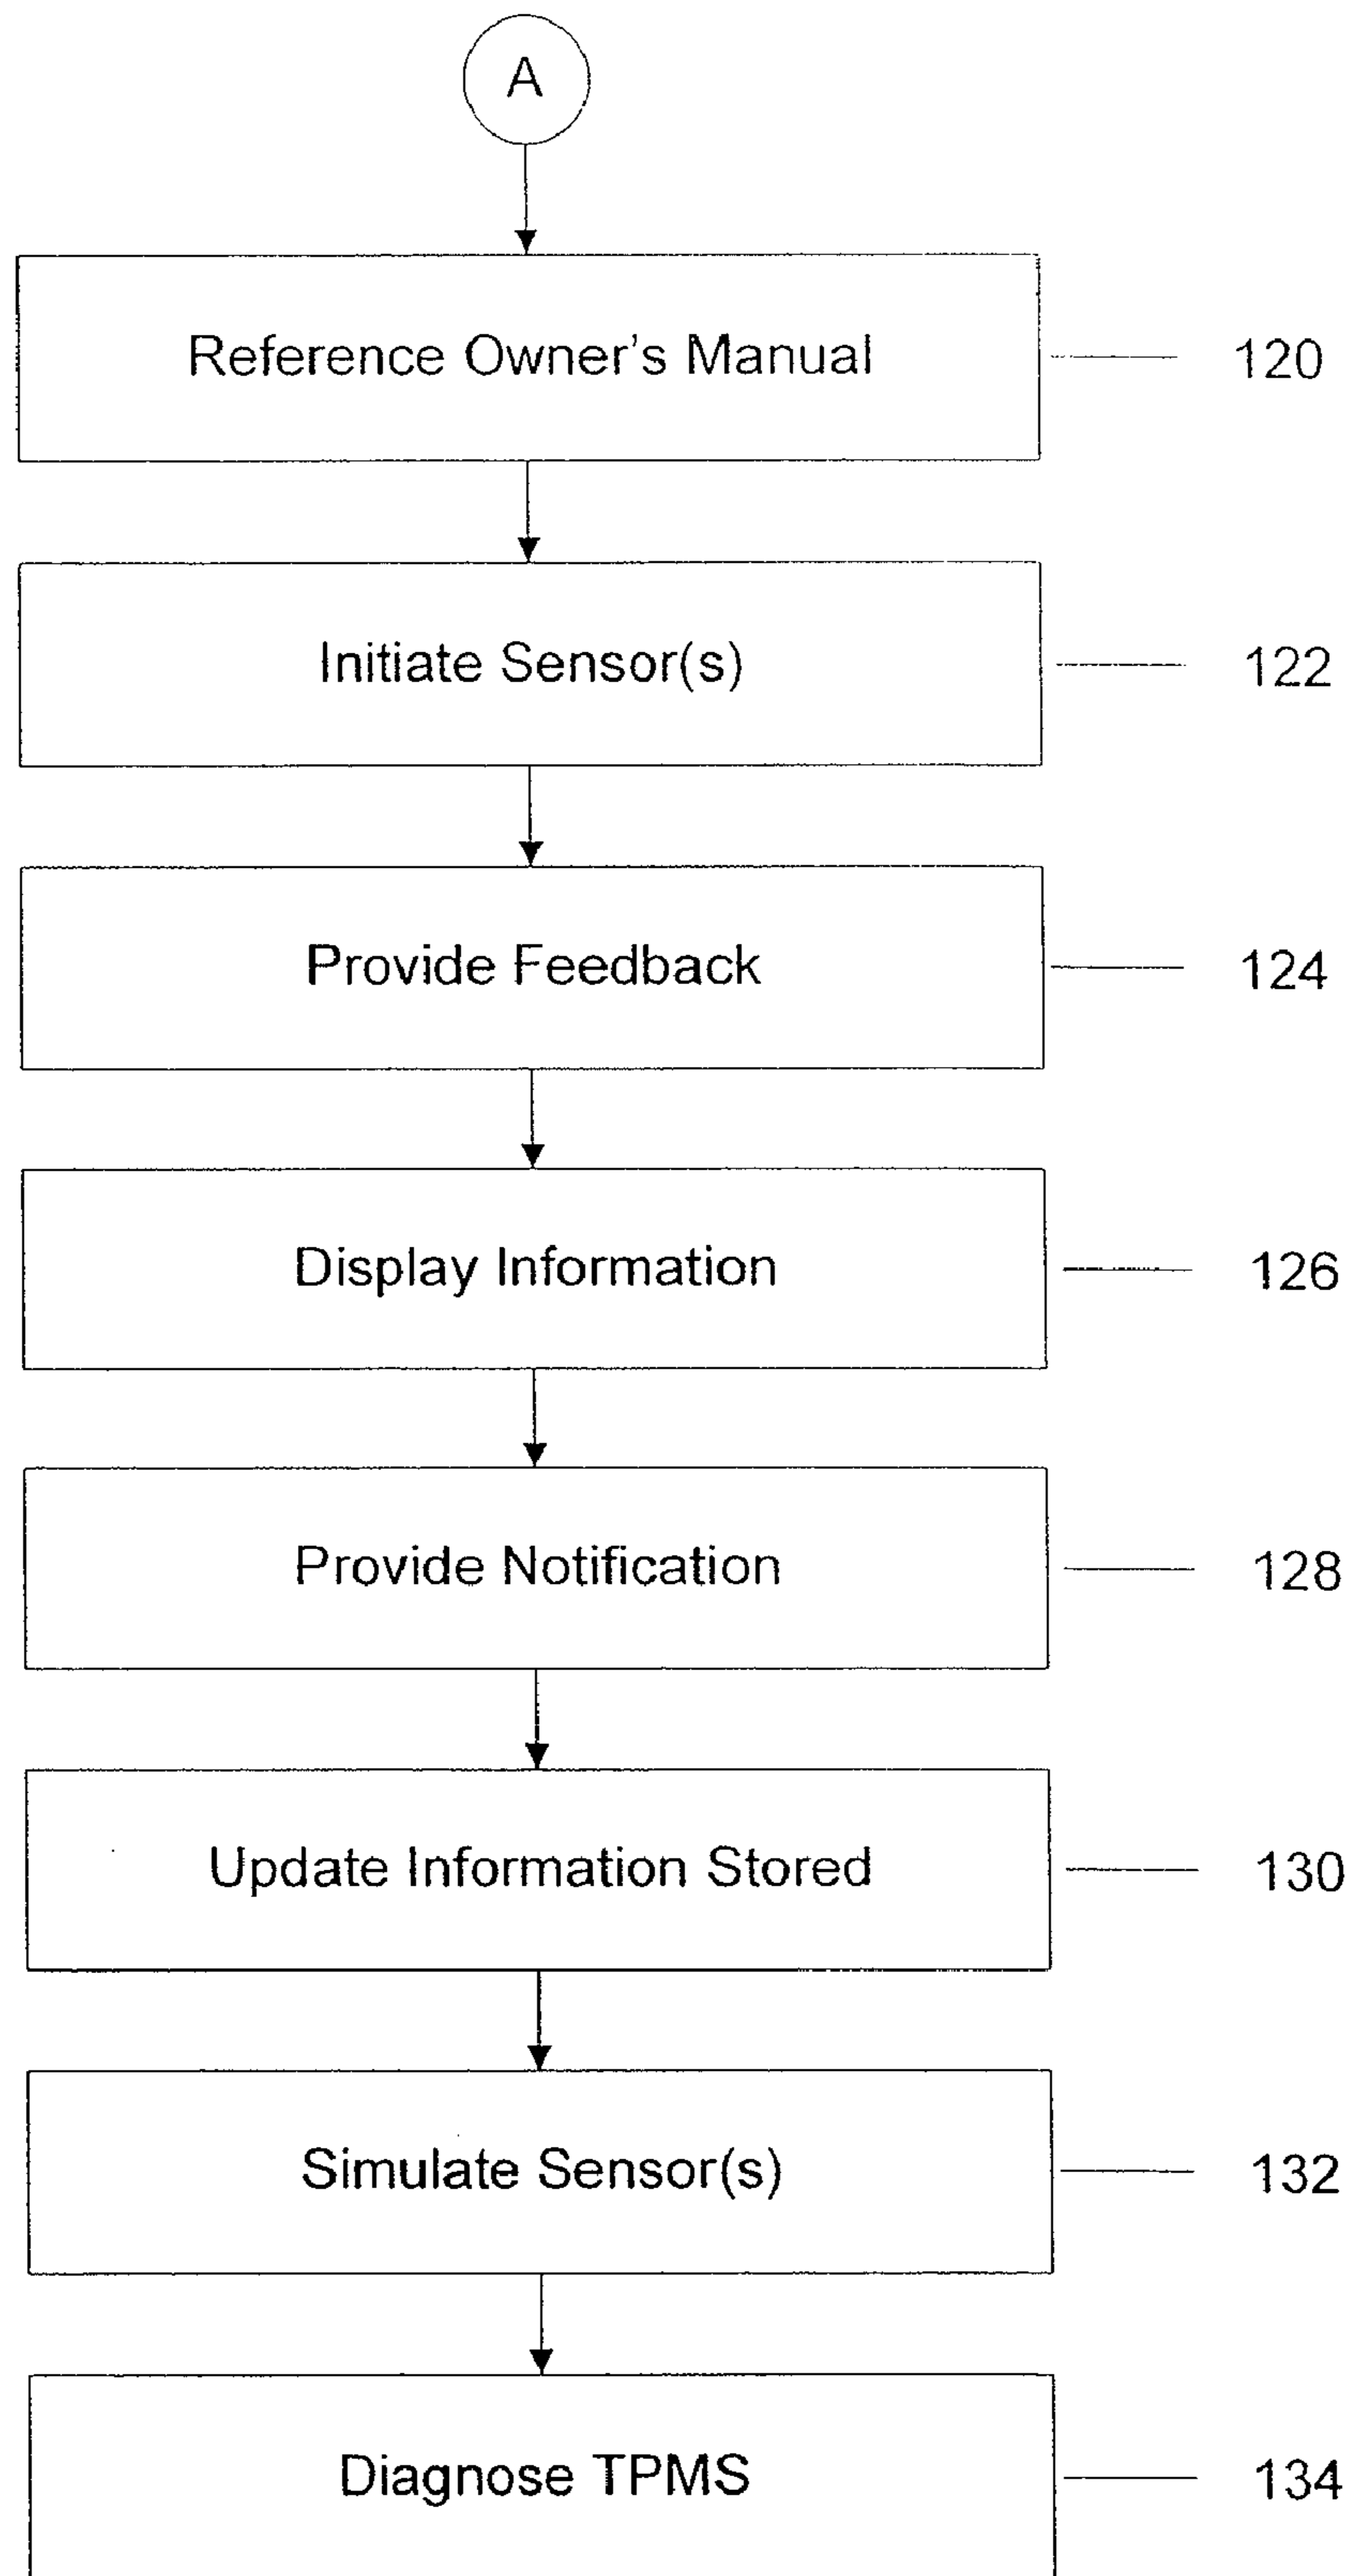 A
Reference Owner's Manual
120
Initiate Sensor(s)
122
Provide Feedback
124
Display Information
126
Provide Notification
128
Update Information Stored
130
Simulate Sensor(s)
132
Diagnose TPMS
134